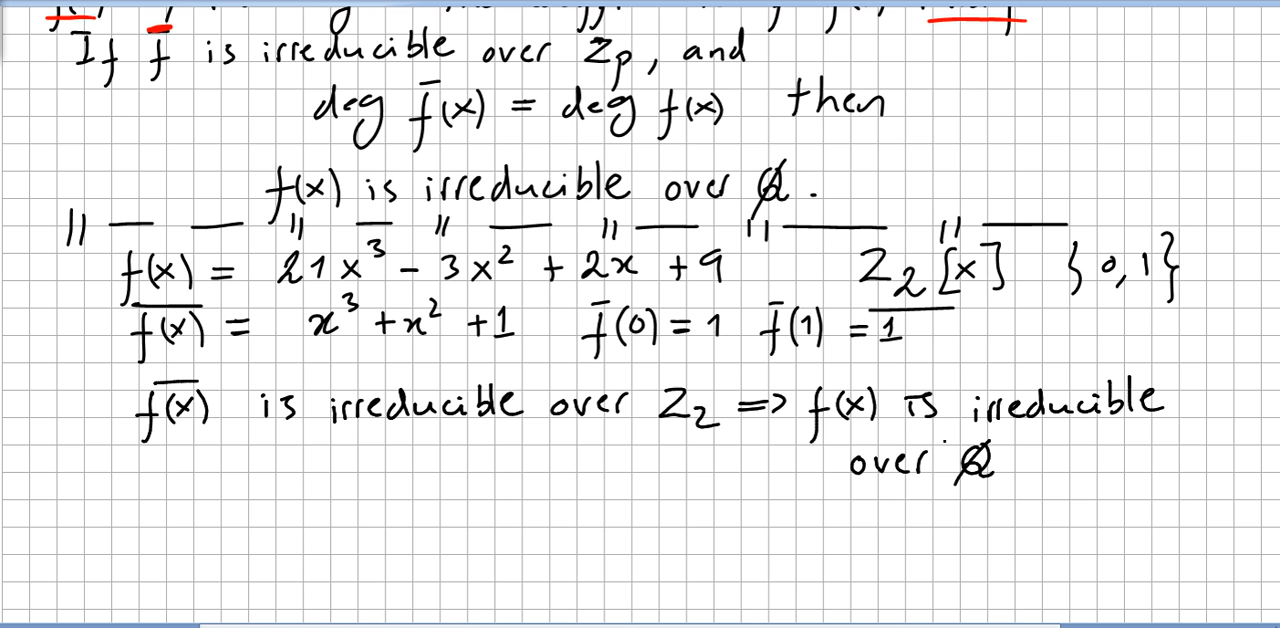 If f̄ is irreducible over Zp, and
deg f̄(x) = deg f(x) then
f(x) is irreducible over ℚ.
f(x) = 21x³ - 3x² + 2x + 9 Z₂[x] {0,1}
f̄(x) = x³ + x² + 1 f̄(0) = 1 f̄(1) = 1
f̄(x) is irreducible over Z₂ => f(x) is irreducible
over ℚ